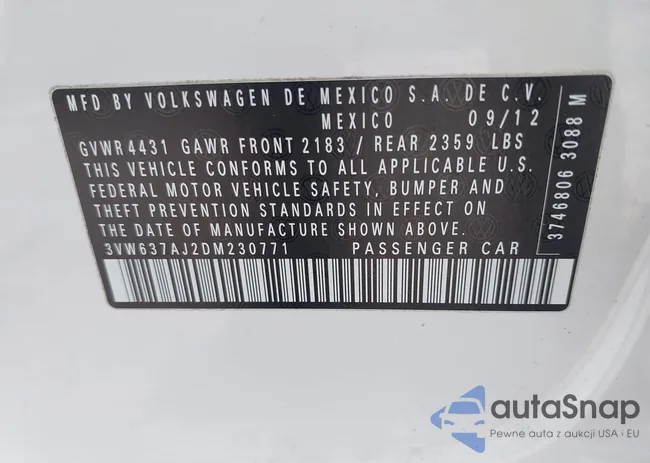 MFD BY VOLKSWAGEN DE MEXICO S.A. DE C.V.
MEXICO 09/12
GVWR 4431 GAWR FRONT 2183 / REAR 2359 LBS
THIS VEHICLE CONFORMS TO ALL APPLICABLE U.S.
FEDERAL MOTOR VEHICLE SAFETY, BUMPER AND
THEFT PREVENTION STANDARDS IN EFFECT ON
THE DATE OF MANUFACTURE SHOWN ABOVE.
3VW637AJ2DM230771 PASSENGER CAR
3746806 3088 M
autaSnap
Pewne auta z aukcji USA i EU